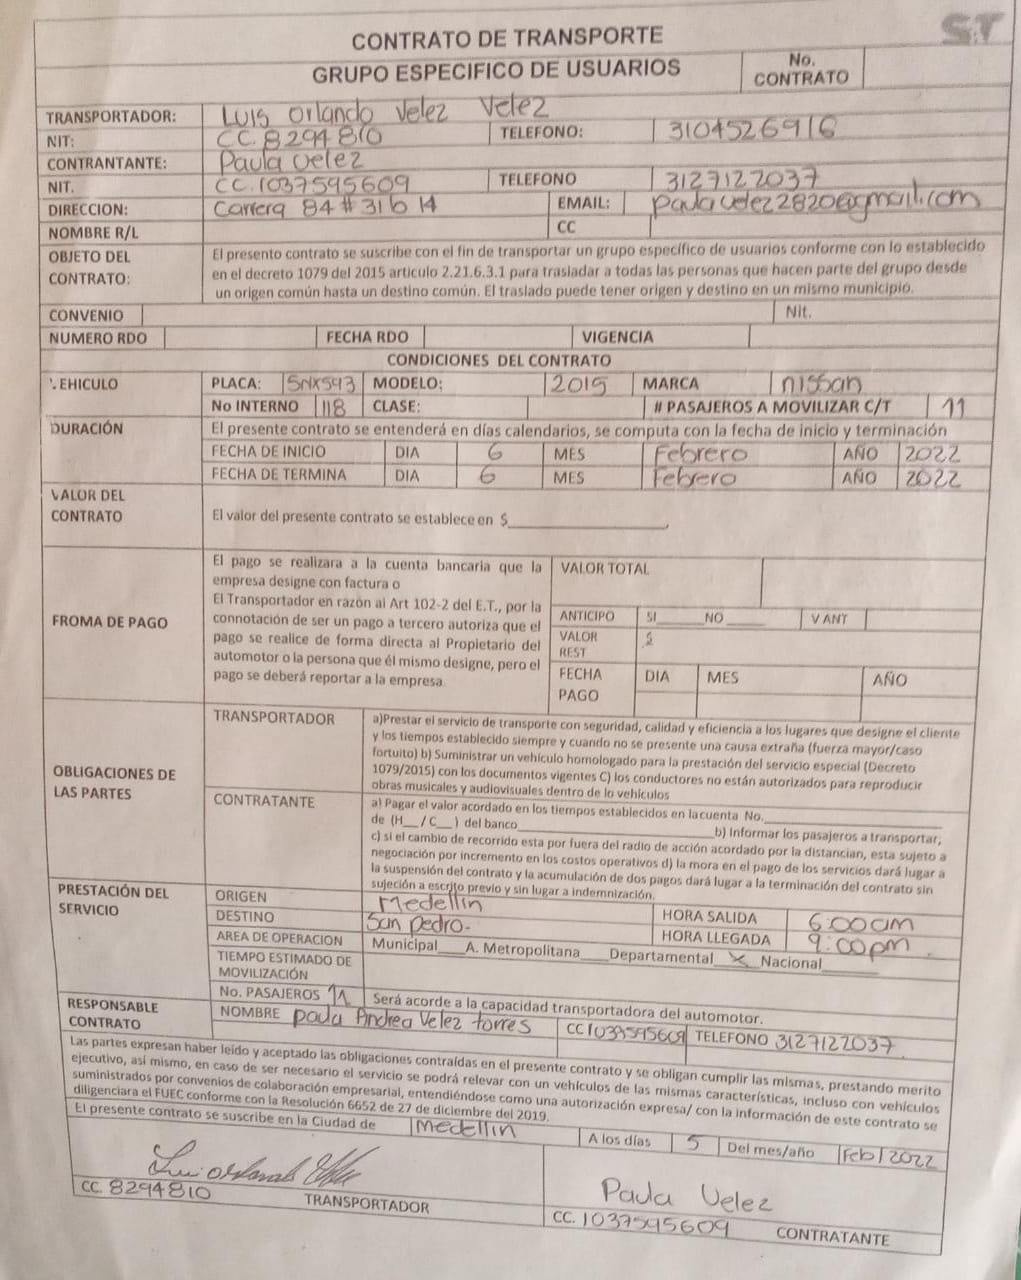 ST
CONTRATO DE TRANSPORTE
GRUPO ESPECIFICO DE USUARIOS
No. CONTRATO
TRANSPORTADOR: Luis Orlando Velez Velez
NIT: CC 8294810 TELEFONO: 3104526916
CONTRANTANTE: Paula Velez
NIT. CC. 1037595609 TELEFONO 3127122037
DIRECCION: Carrera 84 # 31 b 14 EMAIL: paulavelez2820@gmail.com
NOMBRE R/L CC
OBJETO DEL CONTRATO:
El presente contrato se suscribe con el fin de transportar un grupo específico de usuarios conforme con lo establecido
en el decreto 1079 del 2015 articulo 2.21.6.3.1 para trasladar a todas las personas que hacen parte del grupo desde
un origen común hasta un destino común. El traslado puede tener origen y destino en un mismo municipio.
CONVENIO Nit.
NUMERO RDO FECHA RDO VIGENCIA
CONDICIONES DEL CONTRATO
VEHICULO PLACA: SNX593 MODELO: 2015 MARCA nissan
No INTERNO 118 CLASE: # PASAJEROS A MOVILIZAR C/T 11
DURACIÓN El presente contrato se entenderá en días calendarios, se computa con la fecha de inicio y terminación
FECHA DE INICIO DIA 6 MES Febrero AÑO 2022
FECHA DE TERMINA DIA 6 MES Febrero AÑO 2022
VALOR DEL
CONTRATO El valor del presente contrato se establece en $__________,
FROMA DE PAGO
El pago se realizara a la cuenta bancaria que la
empresa designe con factura o
El Transportador en razón al Art 102-2 del E.T., por la
connotación de ser un pago a tercero autoriza que el
pago se realice de forma directa al Propietario del
automotor o la persona que él mismo designe, pero el
pago se deberá reportar a la empresa.
VALOR TOTAL
ANTICIPO SI______NO______ V ANT
VALOR REST $
FECHA PAGO DIA MES AÑO
OBLIGACIONES DE
LAS PARTES
TRANSPORTADOR
a)Prestar el servicio de transporte con seguridad, calidad y eficiencia a los lugares que designe el cliente
y los tiempos establecido siempre y cuando no se presente una causa extraña (fuerza mayor/caso
fortuito) b) Suministrar un vehículo homologado para la prestación del servicio especial (Decreto
1079/2015) con los documentos vigentes C) los conductores no están autorizados para reproducir
obras musicales y audiovisuales dentro de lo vehículos
CONTRATANTE
a) Pagar el valor acordado en los tiempos establecidos en la cuenta No.__________
de (H__ / C__ ) del banco__________ b) Informar los pasajeros a transportar,
c) si el cambio de recorrido esta por fuera del radio de acción acordado por la distancian, esta sujeto a
negociación por incremento en los costos operativos d) la mora en el pago de los servicios dará lugar a
la suspensión del contrato y la acumulación de dos pagos dará lugar a la terminación del contrato sin
sujeción a escrito previo y sin lugar a indemnización.
PRESTACIÓN DEL
SERVICIO
ORIGEN Medellin HORA SALIDA 6:00am
DESTINO San Pedro- HORA LLEGADA 9:00pm.
AREA DE OPERACION Municipal____A. Metropolitana____Departamental X Nacional______
TIEMPO ESTIMADO DE
MOVILIZACIÓN
No. PASAJEROS 11 Será acorde a la capacidad transportadora del automotor.
RESPONSABLE
CONTRATO
NOMBRE paula Andrea Velez torres CC 1037595609 TELEFONO 3127122037
Las partes expresan haber leído y aceptado las obligaciones contraídas en el presente contrato y se obligan cumplir las mismas, prestando merito
ejecutivo, así mismo, en caso de ser necesario el servicio se podrá relevar con un vehículos de las mismas características, incluso con vehículos
suministrados por convenios de colaboración empresarial, entendiéndose como una autorización expresa/ con la información de este contrato se
diligenciara el FUEC conforme con la Resolución 6652 de 27 de diciembre del 2019.
El presente contrato se suscribe en la Ciudad de Medellin A los días 5 Del mes/año Feb/2022
CC. 8294810 TRANSPORTADOR
Paula Velez
CC. 1037595609 CONTRATANTE